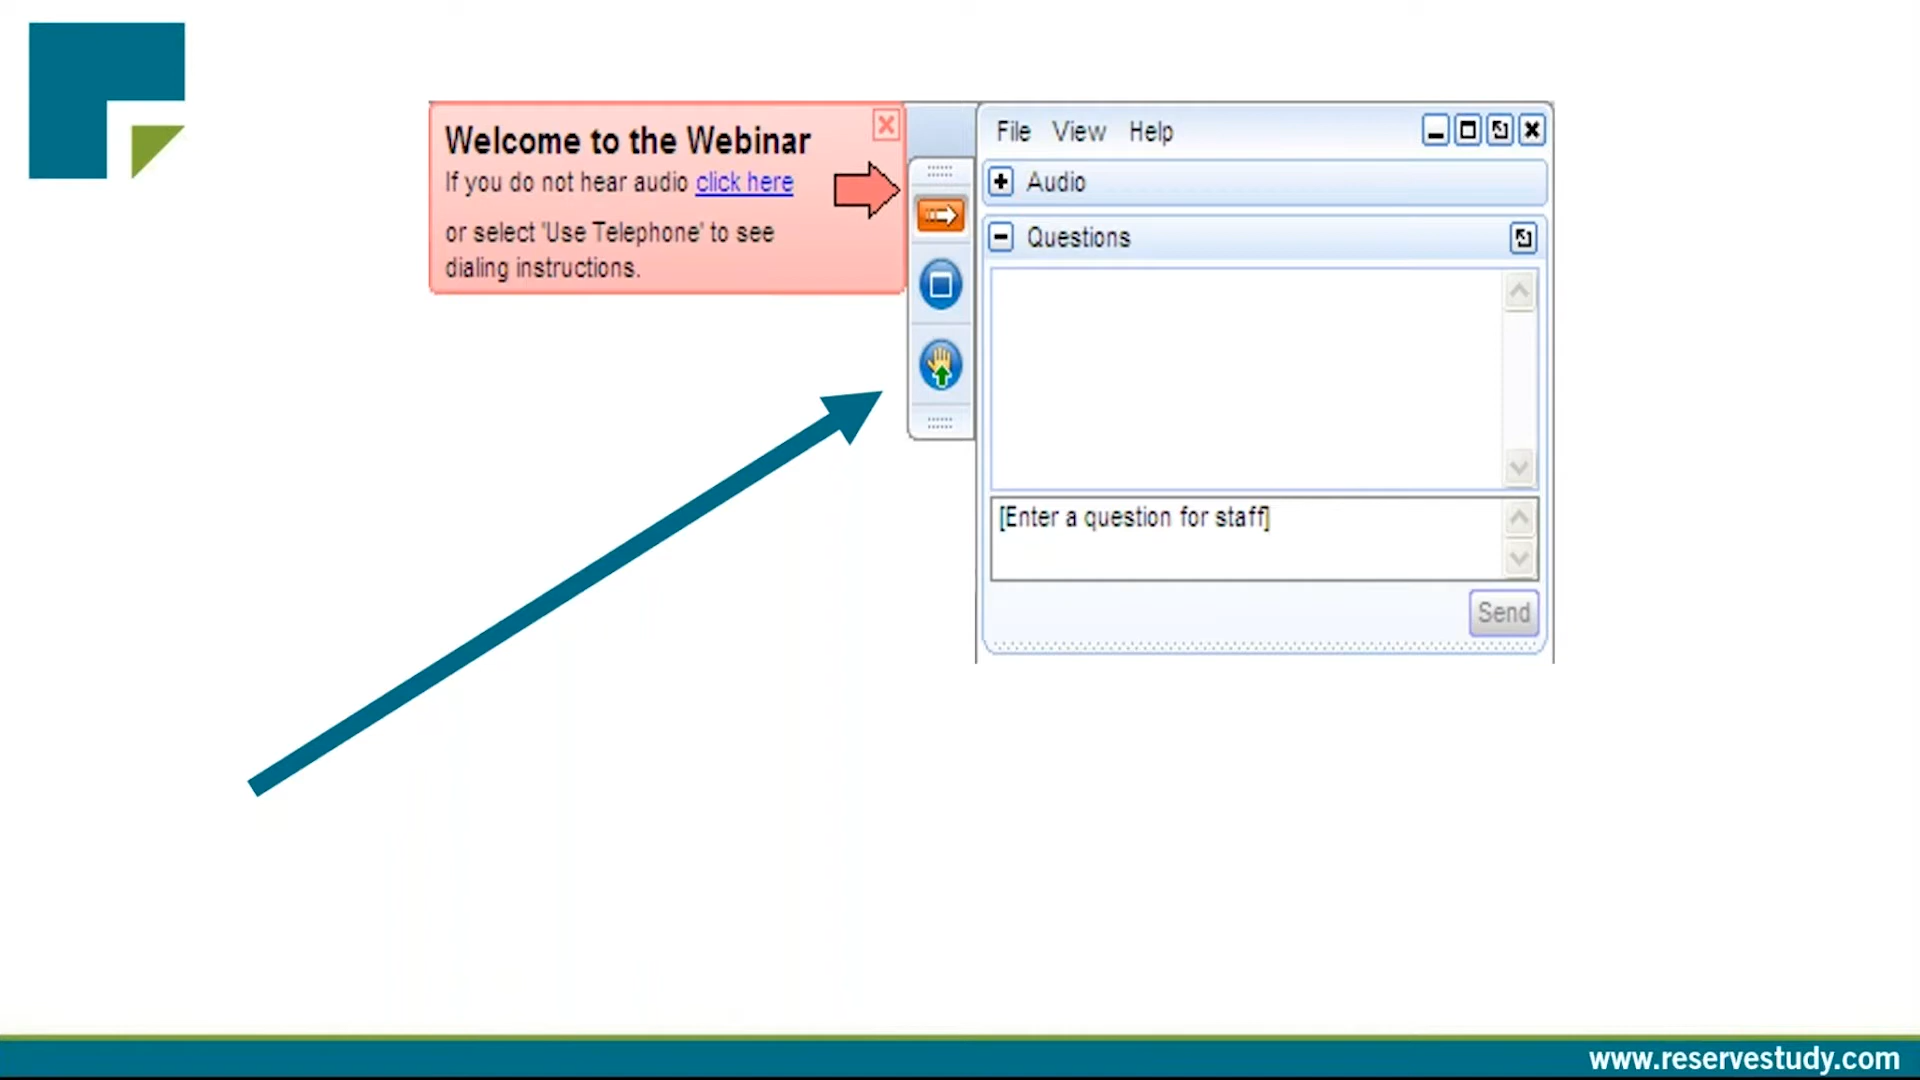 Welcome to the Webinar
If you do not hear audio click here
or select 'Use Telephone' to see
dialing instructions.
File View Help
Audio
Questions
[Enter a question for staff]
Send
www.reservestudy.com